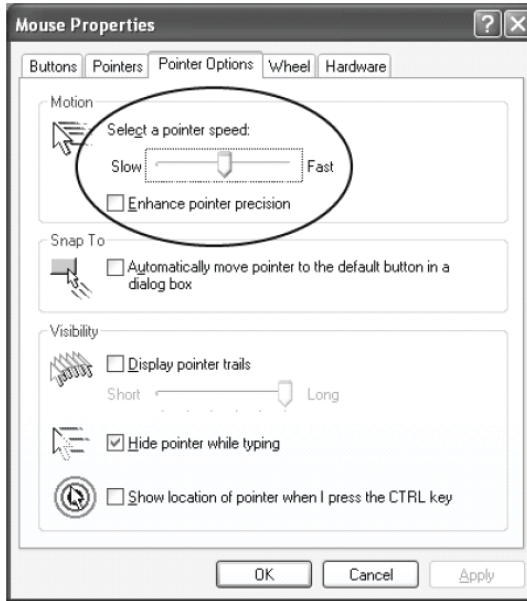 Mouse Properties
Buttons Pointers Pointer Options Wheel Hardware
Motion
Select a pointer speed:
Slow Fast
Enhance pointer precision
Snap To
Automatically move pointer to the default button in a
dialog box
Visibility
Display pointer trails
Short Long
Hide pointer while typing
Show location of pointer when I press the CTRL key
OK Cancel Apply